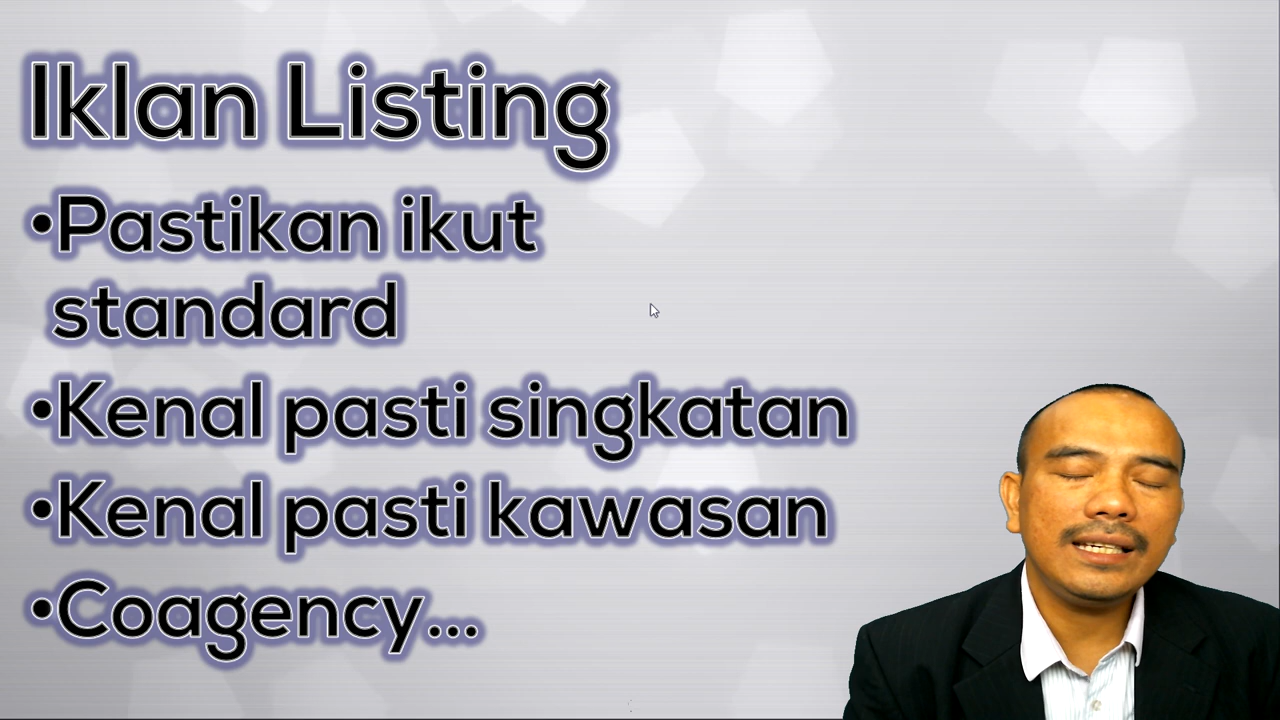 Iklan Listing
•Pastikan ikut
standard
•Kenal pasti singkatan
•Kenal pasti kawasan
•Coagency...